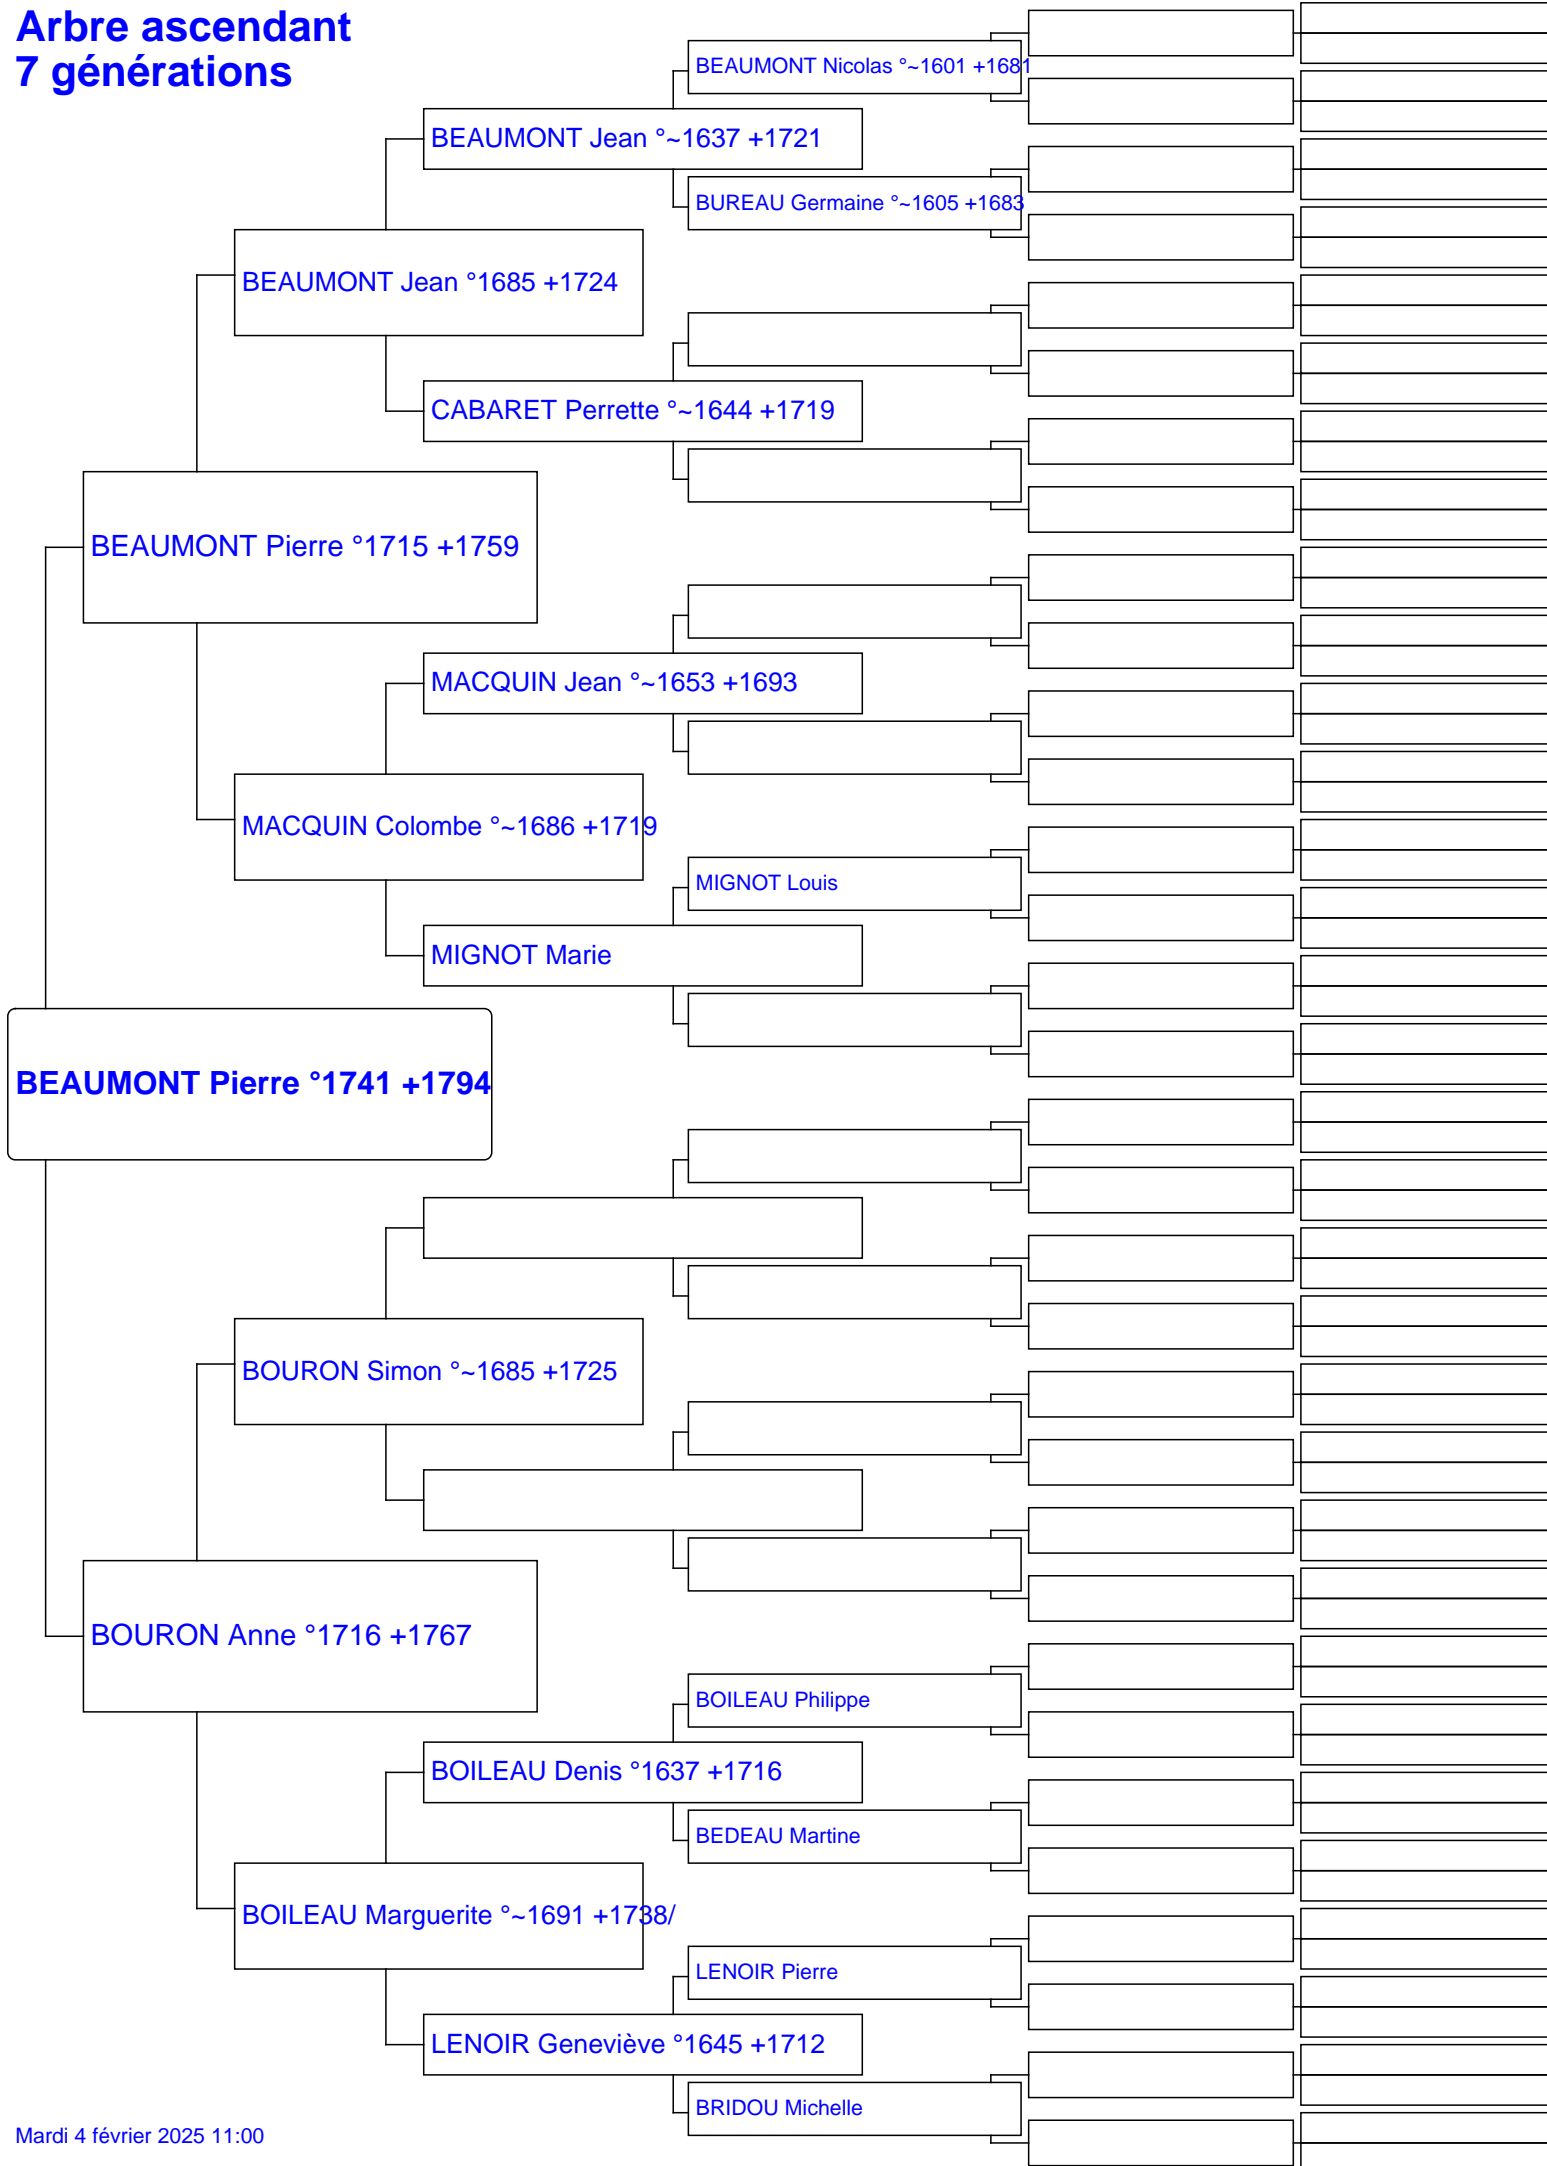 Arbre ascendant
7 générations
BEAUMONT Nicolas °~1601 +1681
BEAUMONT Jean °~1637 +1721
BUREAU Germaine °~1605 +1683
BEAUMONT Jean °1685 +1724
CABARET Perrette °~1644 +1719
BEAUMONT Pierre °1715 +1759
MACQUIN Jean °~1653 +1693
MACQUIN Colombe °~1686 +1719
MIGNOT Louis
MIGNOT Marie
BEAUMONT Pierre °1741 +1794
BOURON Simon °~1685 +1725
BOURON Anne °1716 +1767
BOILEAU Philippe
BOILEAU Denis °1637 +1716
BEDEAU Martine
BOILEAU Marguerite °~1691 +1738/
LENOIR Pierre
LENOIR Geneviève °1645 +1712
BRIDOU Michelle
Mardi 4 février 2025 11:00